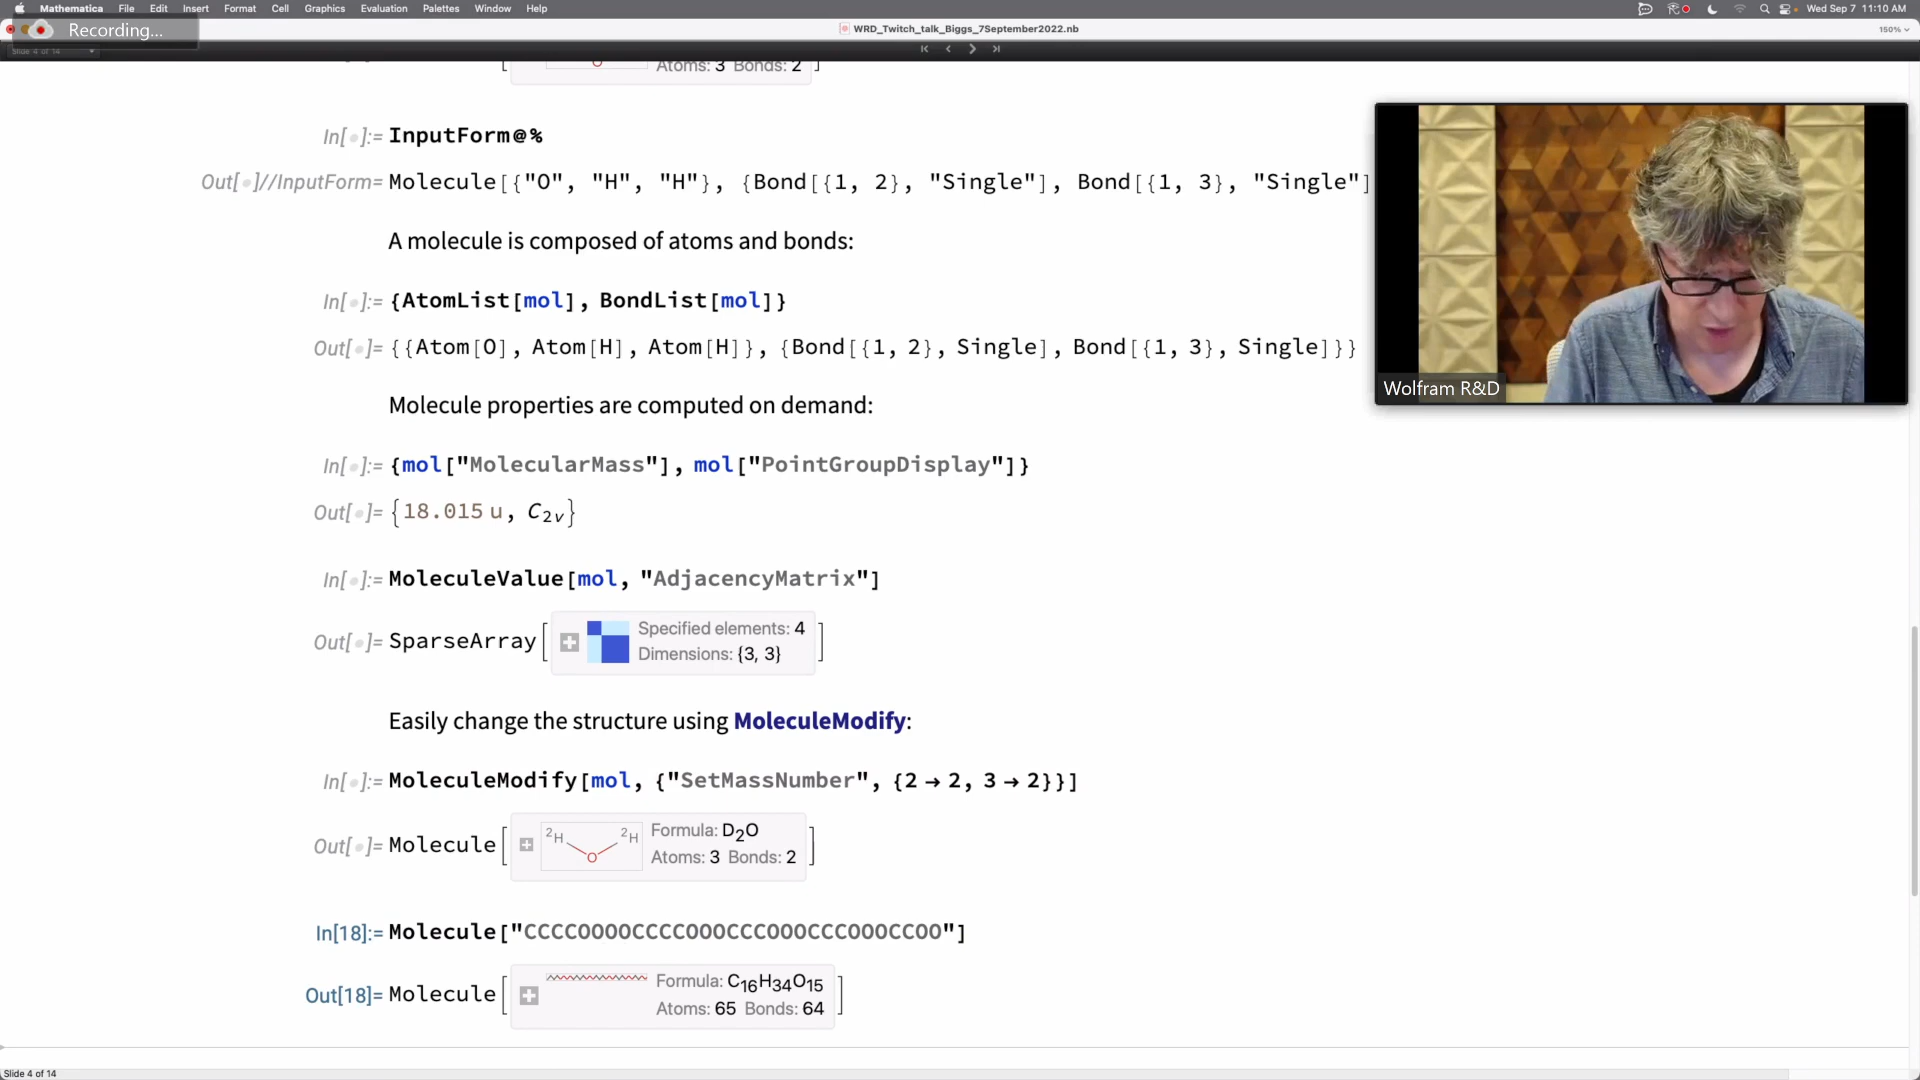 Mathematica File Edit Insert Format Cell Graphics Evaluation Palettes Window Help Wed Sep 7 11:10 AM
Recording...
WRD_Twitch_talk_Biggs_7September2022.nb
150%
Slide 4 of 14
O
Atoms: 3 Bonds: 2
In[ ]:= InputForm@%
Out[ ]//InputForm= Molecule[{"O", "H", "H"}, {Bond[{1, 2}, "Single"], Bond[{1, 3}, "Single"]
A molecule is composed of atoms and bonds:
In[ ]:= {AtomList[mol], BondList[mol]}
Out[ ]= {{Atom[O], Atom[H], Atom[H]}, {Bond[{1, 2}, Single], Bond[{1, 3}, Single]}}
Wolfram R&D
Molecule properties are computed on demand:
In[ ]:= {mol["MolecularMass"], mol["PointGroupDisplay"]}
Out[ ]= {18.015 u, C2v}
In[ ]:= MoleculeValue[mol, "AdjacencyMatrix"]
Out[ ]= SparseArray[ Specified elements: 4
Dimensions: {3, 3} ]
Easily change the structure using MoleculeModify:
In[ ]:= MoleculeModify[mol, {"SetMassNumber", {2 → 2, 3 → 2}}]
Out[ ]= Molecule[ 2H 2H O Formula: D2O
Atoms: 3 Bonds: 2 ]
In[18]:= Molecule["CCCCOOOOCCCCOOOCCCOOOCCCOOOCCOO"]
Out[18]= Molecule[ Formula: C16H34O15
Atoms: 65 Bonds: 64 ]
Slide 4 of 14